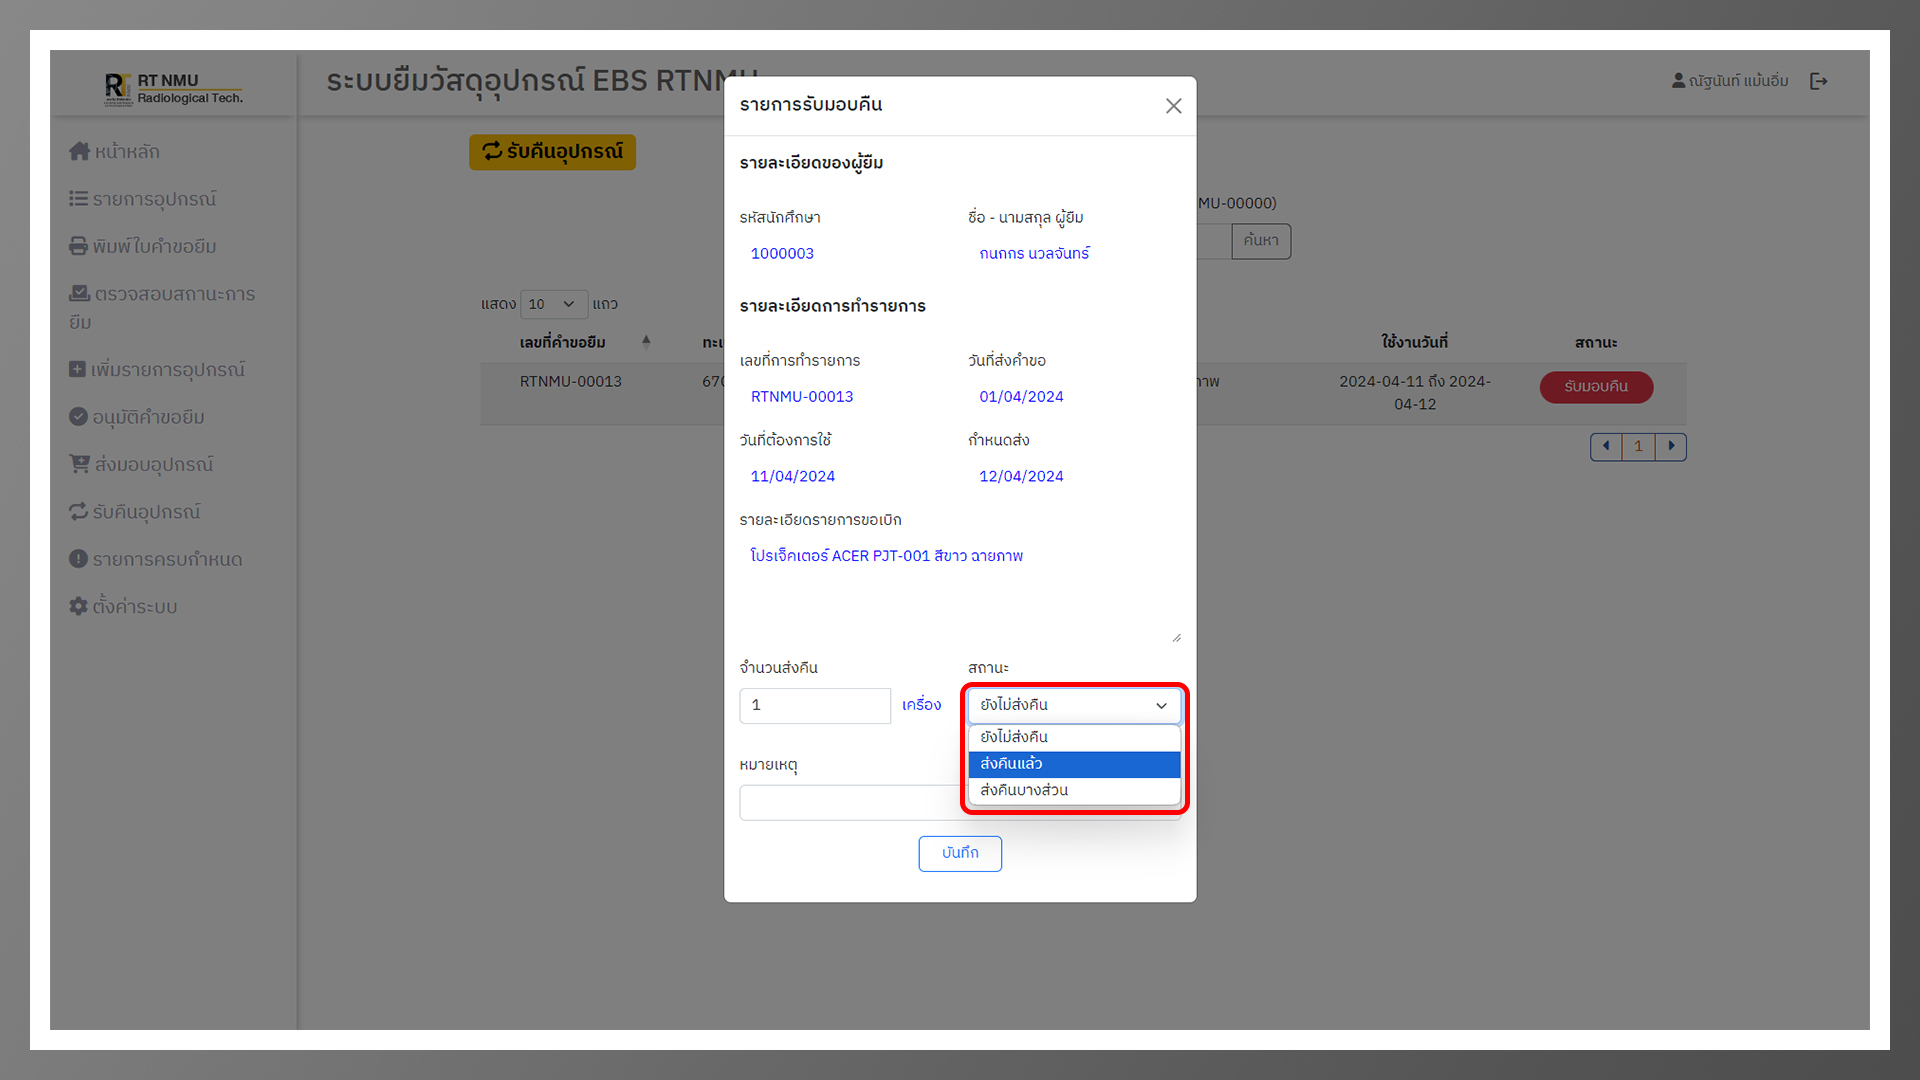 RT NMU
Radiological Tech.
ระบบยืมวัสดุอุปกรณ์ EBS RTNMU
ณัฐนันท์ แม้นอิ่ม
หน้าหลัก
รายการอุปกรณ์
พิมพ์ใบคำขอยืม
ตรวจสอบสถานะการ
ยืม
เพิ่มรายการอุปกรณ์
อนุมัติคำขอยืม
ส่งมอบอุปกรณ์
รับคืนอุปกรณ์
รายการครบกำหนด
ตั้งค่าระบบ
รับคืนอุปกรณ์
MU-00000)
ค้นหา
แสดง 10 แถว
เลขที่คำขอยืม
ใช้งานวันที่
สถานะ
RTNMU-00013
670
2024-04-11 ถึง 2024-
04-12
รับมอบคืน
1
รายการรับมอบคืน
รายละเอียดของผู้ยืม
รหัสนักศึกษา
ชื่อ - นามสกุล ผู้ยืม
1000003
กนกกร นวลจันทร์
รายละเอียดการทำรายการ
เลขที่การทำรายการ
วันที่ส่งคำขอ
RTNMU-00013
01/04/2024
วันที่ต้องการใช้
กำหนดส่ง
11/04/2024
12/04/2024
รายละเอียดรายการขอเบิก
โปรเจ็คเตอร์ ACER PJT-001 สีขาว ฉายภาพ
จำนวนส่งคืน
สถานะ
1 เครื่อง
ยังไม่ส่งคืน
ยังไม่ส่งคืน
ส่งคืนแล้ว
ส่งคืนบางส่วน
หมายเหตุ
บันทึก